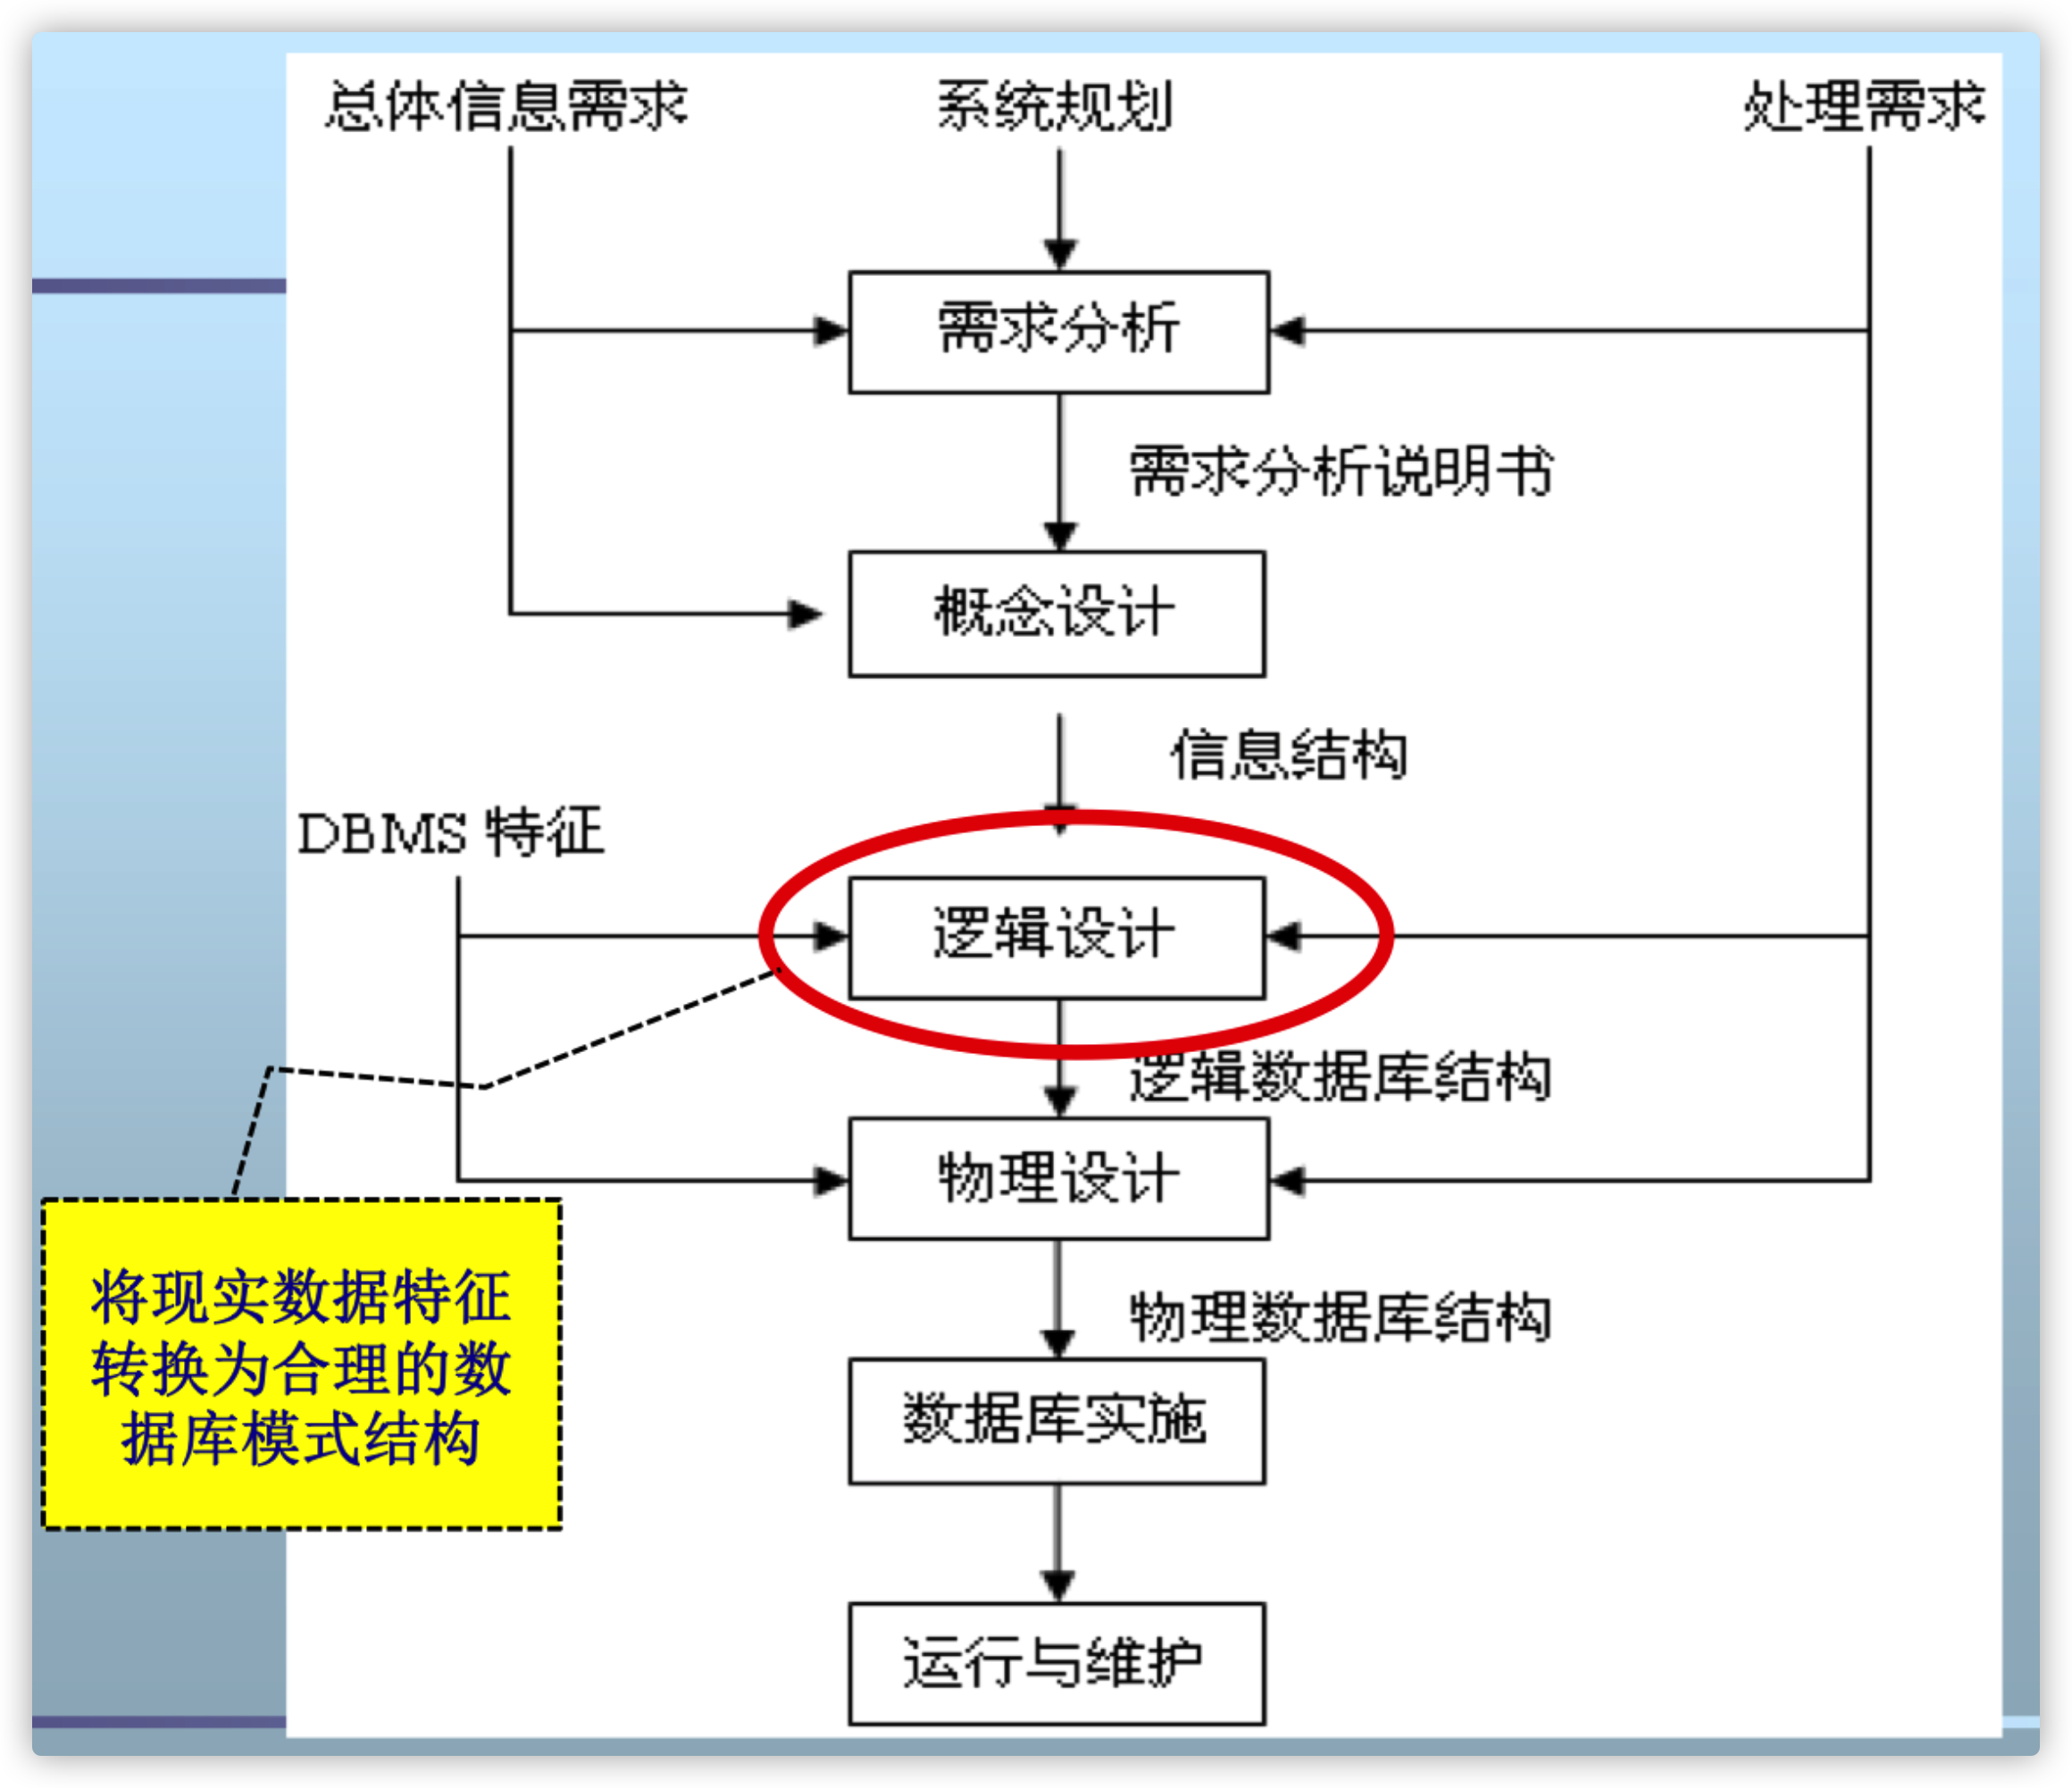 总体信息需求
系统规划
处理需求
需求分析
需求分析说明书
概念设计
信息结构
DBMS 特征
逻辑设计
逻辑数据库结构
物理设计
物理数据库结构
将现实数据特征
转换为合理的数
据库模式结构
数据库实施
运行与维护